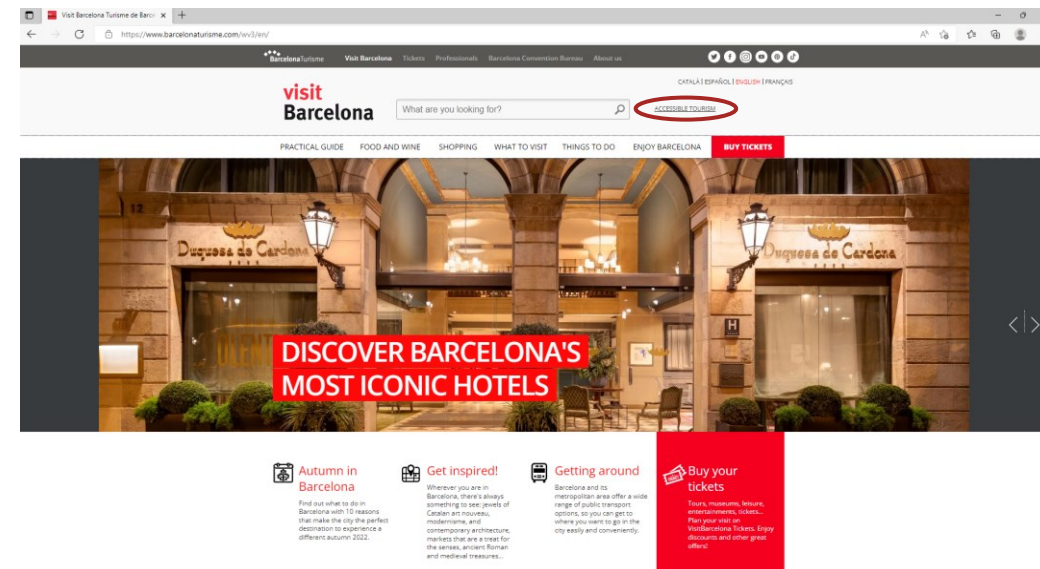 Visit Barcelona Turisme de Barce
https://www.barcelonaturisme.com/wv3/en/
BarcelonaTurisme Visit Barcelona Tickets Professionals Barcelona Convention Bureau About us
CATALÀ | ESPAÑOL | ENGLISH | FRANÇAIS
visit
Barcelona
What are you looking for?
ACCESSIBLE TOURISM
PRACTICAL GUIDE FOOD AND WINE SHOPPING WHAT TO VISIT THINGS TO DO ENJOY BARCELONA BUY TICKETS
12
Duquesa de Cardona
Duquesa de Cardona
H
DISCOVER BARCELONA'S
MOST ICONIC HOTELS
Autumn in
Barcelona
Find out what to do in
Barcelona with 10 reasons
that make the city the perfect
destination to experience a
different autumn 2022.
Get inspired!
Wherever you are in
Barcelona, there's always
something to see: jewels of
Catalan art nouveau,
modernisme, and
contemporary architecture,
markets that are a treat for
the senses, ancient Roman
and medieval treasures...
Getting around
Barcelona and its
metropolitan area offer a wide
range of public transport
options, so you can get to
where you want to go in the
city easily and conveniently.
Buy your
tickets
Tours, museums, leisure,
entertainments, tickets...
Plan your visit on
VisitBarcelona Tickets. Enjoy
discounts and other great
offers!